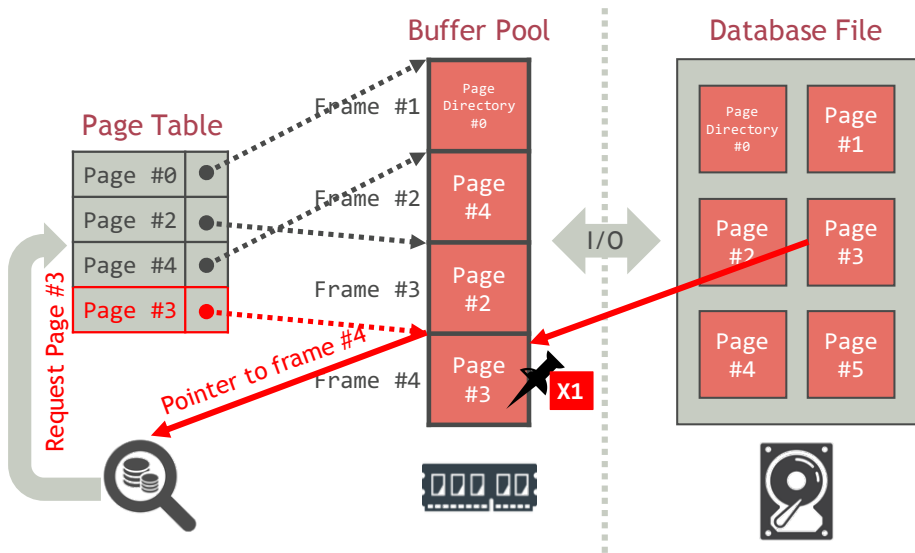 Buffer Pool
Database File
Page Table
Page #0
Page #2
Page #4
Page #3
Request Page #3
Pointer to frame #4
Frame #1
Frame #2
Frame #3
Frame #4
Page
Directory
#0
Page
#4
Page
#2
Page
#3
X1
I/O
Page
Directory
#0
Page
#1
Page
#2
Page
#3
Page
#4
Page
#5